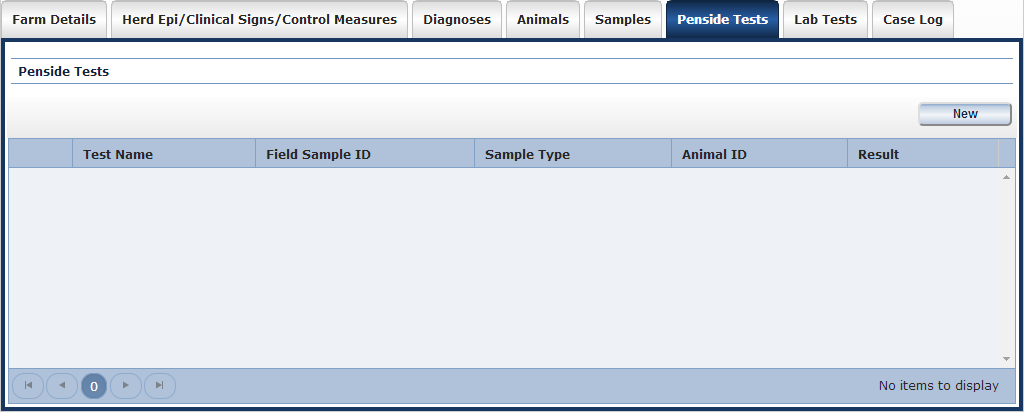 Farm Details Herd Epi/Clinical Signs/Control Measures Diagnoses Animals Samples Penside Tests Lab Tests Case Log
Penside Tests
New
Test Name Field Sample ID Sample Type Animal ID Result
0 No items to display